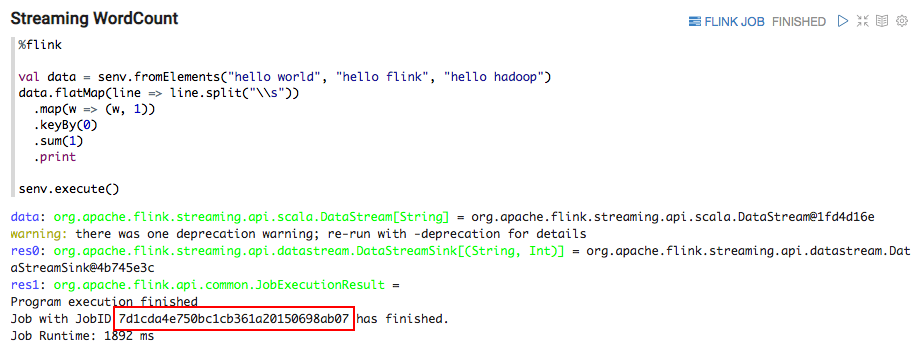 Streaming WordCount
FLINK JOB FINISHED
%flink
val data = senv.fromElements("hello world", "hello flink", "hello hadoop")
data.flatMap(line => line.split("\\s"))
.map(w => (w, 1))
.keyBy(0)
.sum(1)
.print
senv.execute()
data: org.apache.flink.streaming.api.scala.DataStream[String] = org.apache.flink.streaming.api.scala.DataStream@1fd4d16e
warning: there was one deprecation warning; re-run with -deprecation for details
res0: org.apache.flink.streaming.api.datastream.DataStreamSink[(String, Int)] = org.apache.flink.streaming.api.datastream.Dat
aStreamSink@4b745e3c
res1: org.apache.flink.api.common.JobExecutionResult =
Program execution finished
Job with JobID 7d1cda4e750bc1cb361a20150698ab07 has finished.
Job Runtime: 1892 ms